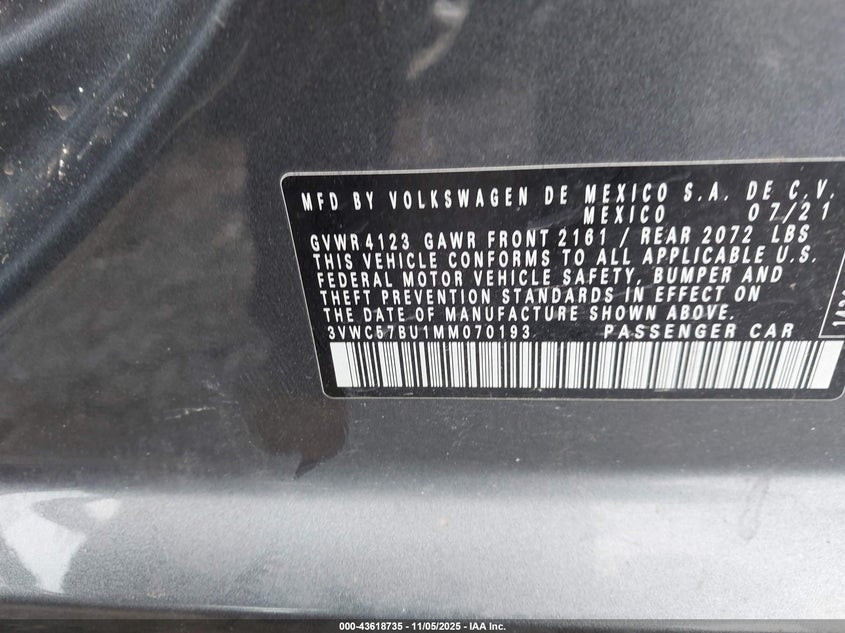 MFD BY VOLKSWAGEN DE MEXICO S.A. DE C.V.
MEXICO 07/21
GVWR 4123 GAWR FRONT 2161 / REAR 2072 LBS
THIS VEHICLE CONFORMS TO ALL APPLICABLE U.S.
FEDERAL MOTOR VEHICLE SAFETY, BUMPER AND
THEFT PREVENTION STANDARDS IN EFFECT ON
THE DATE OF MANUFACTURE SHOWN ABOVE.
3VWC57BU1MM070193 PASSENGER CAR
000-43618735 - 11/05/2025 - IAA Inc.